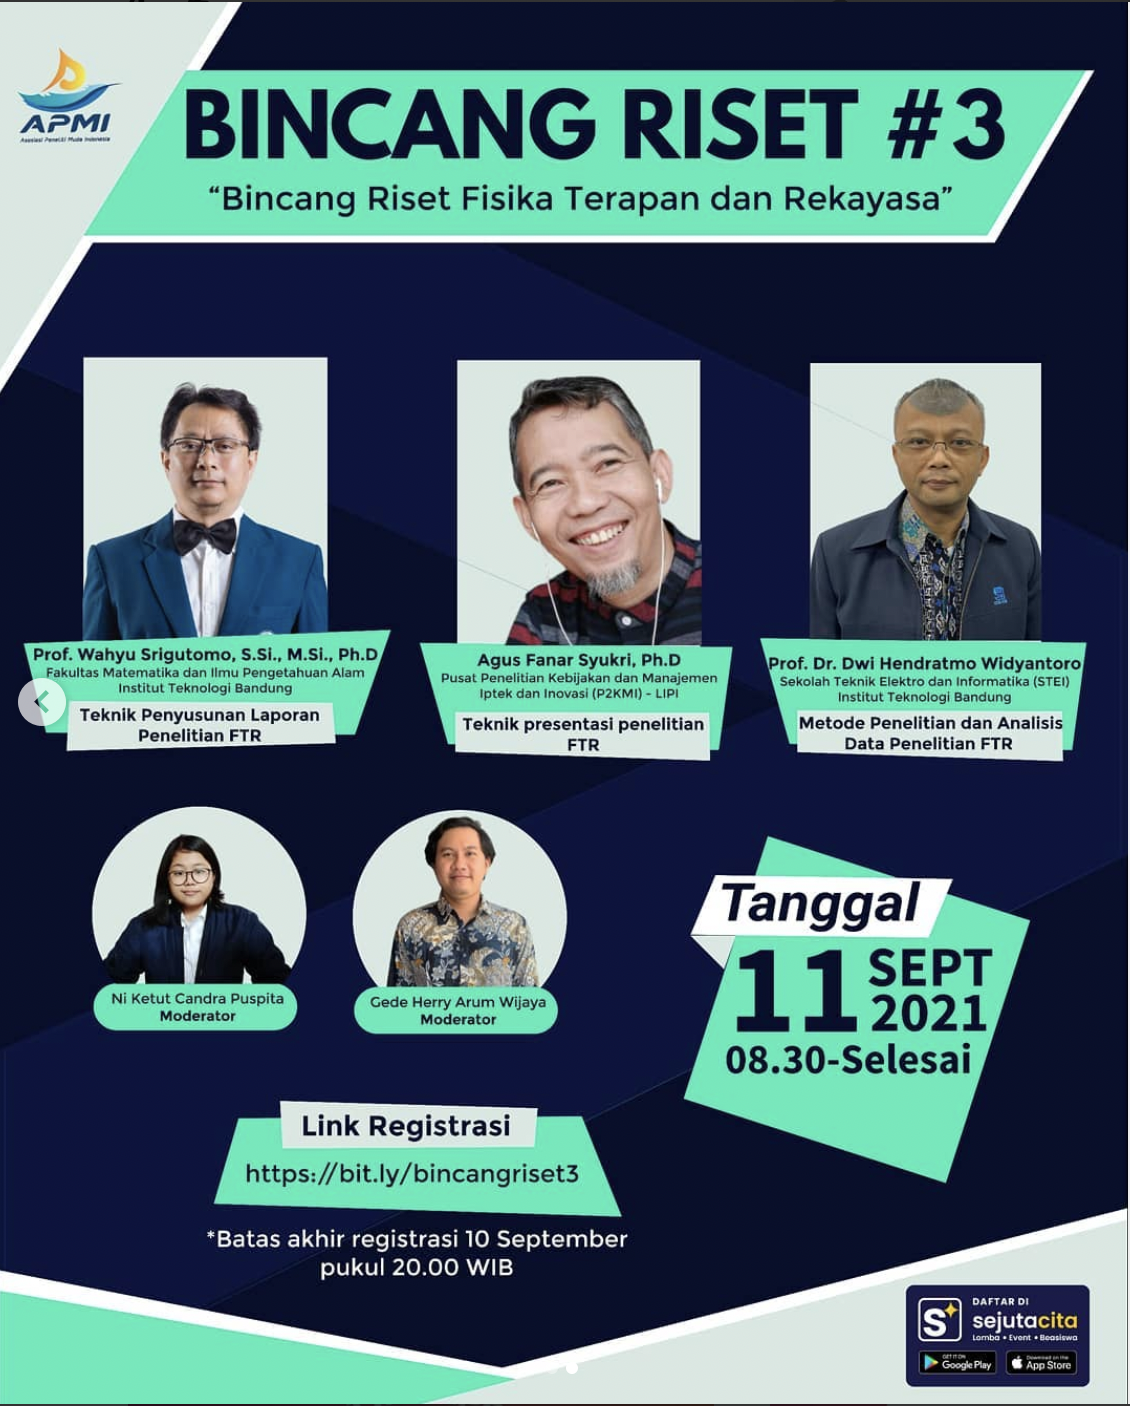 APMI
Asosiasi Peneliti Muda Indonesia
BINCANG RISET #3
“Bincang Riset Fisika Terapan dan Rekayasa”
Prof. Wahyu Srigutomo, S.Si., M.Si., Ph.D
Fakultas Matematika dan Ilmu Pengetahuan Alam
Institut Teknologi Bandung
Teknik Penyusunan Laporan
Penelitian FTR
Agus Fanar Syukri, Ph.D
Pusat Penelitian Kebijakan dan Manajemen
Iptek dan Inovasi (P2KMI) - LIPI
Teknik presentasi penelitian
FTR
Prof. Dr. Dwi Hendratmo Widyantoro
Sekolah Teknik Elektro dan Informatika (STEI)
Institut Teknologi Bandung
Metode Penelitian dan Analisis
Data Penelitian FTR
Ni Ketut Candra Puspita
Moderator
Gede Herry Arum Wijaya
Moderator
Tanggal
11 SEPT
2021
08.30-Selesai
Link Registrasi
https://bit.ly/bincangriset3
*Batas akhir registrasi 10 September
pukul 20.00 WIB
DAFTAR DI
sejutacita
Lomba • Event • Beasiswa
GET IT ON
Google Play
Download on the
App Store